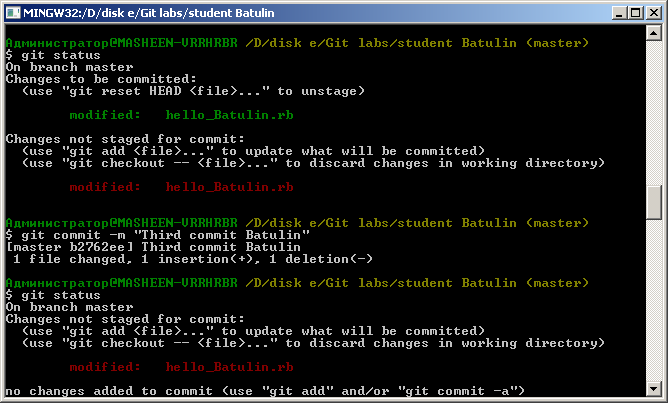 MINGW32:/D/disk e/Git labs/student Batulin
Администратор@MASHEEN-VRRHRBR /D/disk e/Git labs/student Batulin (master)
$ git status
On branch master
Changes to be committed:
  (use "git reset HEAD <file>..." to unstage)
        modified:   hello_Batulin.rb
Changes not staged for commit:
  (use "git add <file>..." to update what will be committed)
  (use "git checkout -- <file>..." to discard changes in working directory)
        modified:   hello_Batulin.rb
Администратор@MASHEEN-VRRHRBR /D/disk e/Git labs/student Batulin (master)
$ git commit -m "Third commit Batulin"
[master b2762ee] Third commit Batulin
 1 file changed, 1 insertion(+), 1 deletion(-)
Администратор@MASHEEN-VRRHRBR /D/disk e/Git labs/student Batulin (master)
$ git status
On branch master
Changes not staged for commit:
  (use "git add <file>..." to update what will be committed)
  (use "git checkout -- <file>..." to discard changes in working directory)
        modified:   hello_Batulin.rb
no changes added to commit (use "git add" and/or "git commit -a")